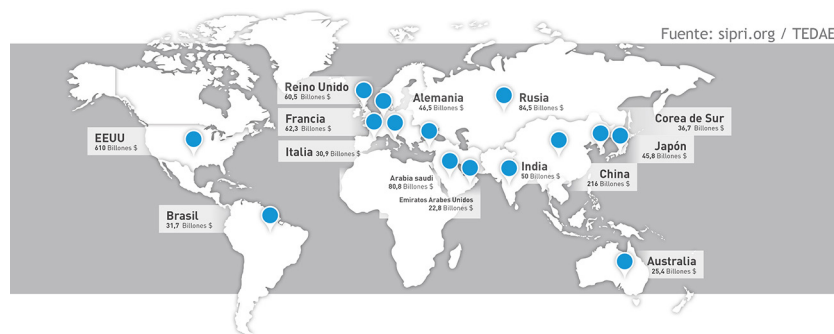 Fuente: sipri.org / TEDAE
Reino Unido
60,5 Billones $
Alemania
46,5 Billones $
Rusia
84,5 Billones $
Francia
62,3 Billones $
Corea de Sur
36,7 Billones $
EEUU
610 Billones $
Italia 30,9 Billones $
Japón
45,8 Billones $
India
50 Billones $
Arabia saudi
80,8 Billones $
China
216 Billones $
Emiratos Arabes Unidos
22,8 Billones $
Brasil
31,7 Billones $
Australia
25,4 Billones $